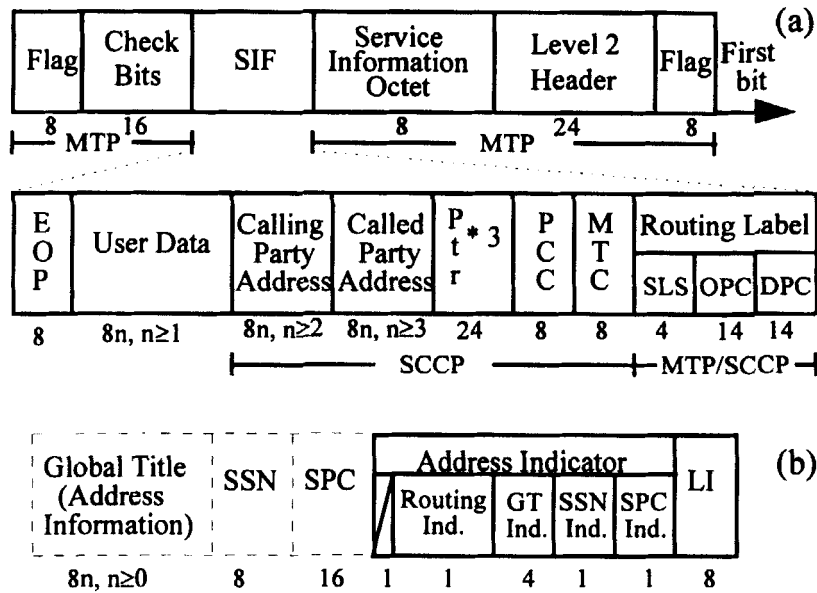 (a)
Flag
Check
Bits
SIF
Service
Information
Octet
Level 2
Header
Flag
First
bit
8
16
8
24
8
MTP
MTP
E
O
P
User Data
Calling
Party
Address
Called
Party
Address
P
t
r
* 3
P
C
C
M
T
C
Routing Label
SLS
OPC
DPC
8
8n, n≥1
8n, n≥2
8n, n≥3
24
8
8
4
14
14
SCCP
MTP/SCCP
(b)
Global Title
(Address
Information)
SSN
SPC
Address Indicator
Routing
Ind.
GT
Ind.
SSN
Ind.
SPC
Ind.
LI
8n, n≥0
8
16
1
1
4
1
1
8